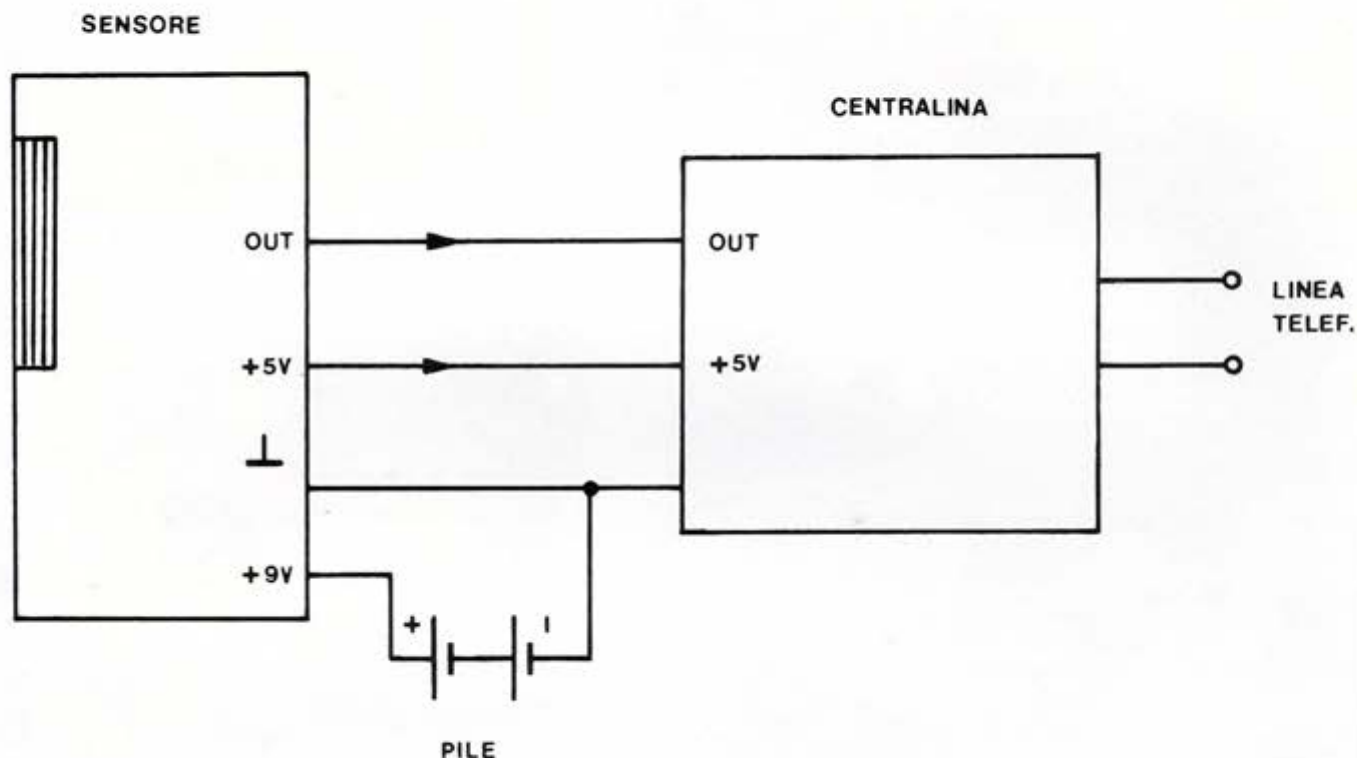 SENSORE
CENTRALINA
OUT
OUT
LINEA
TELEF.
+5V
+5V
+9V
+
-
PILE